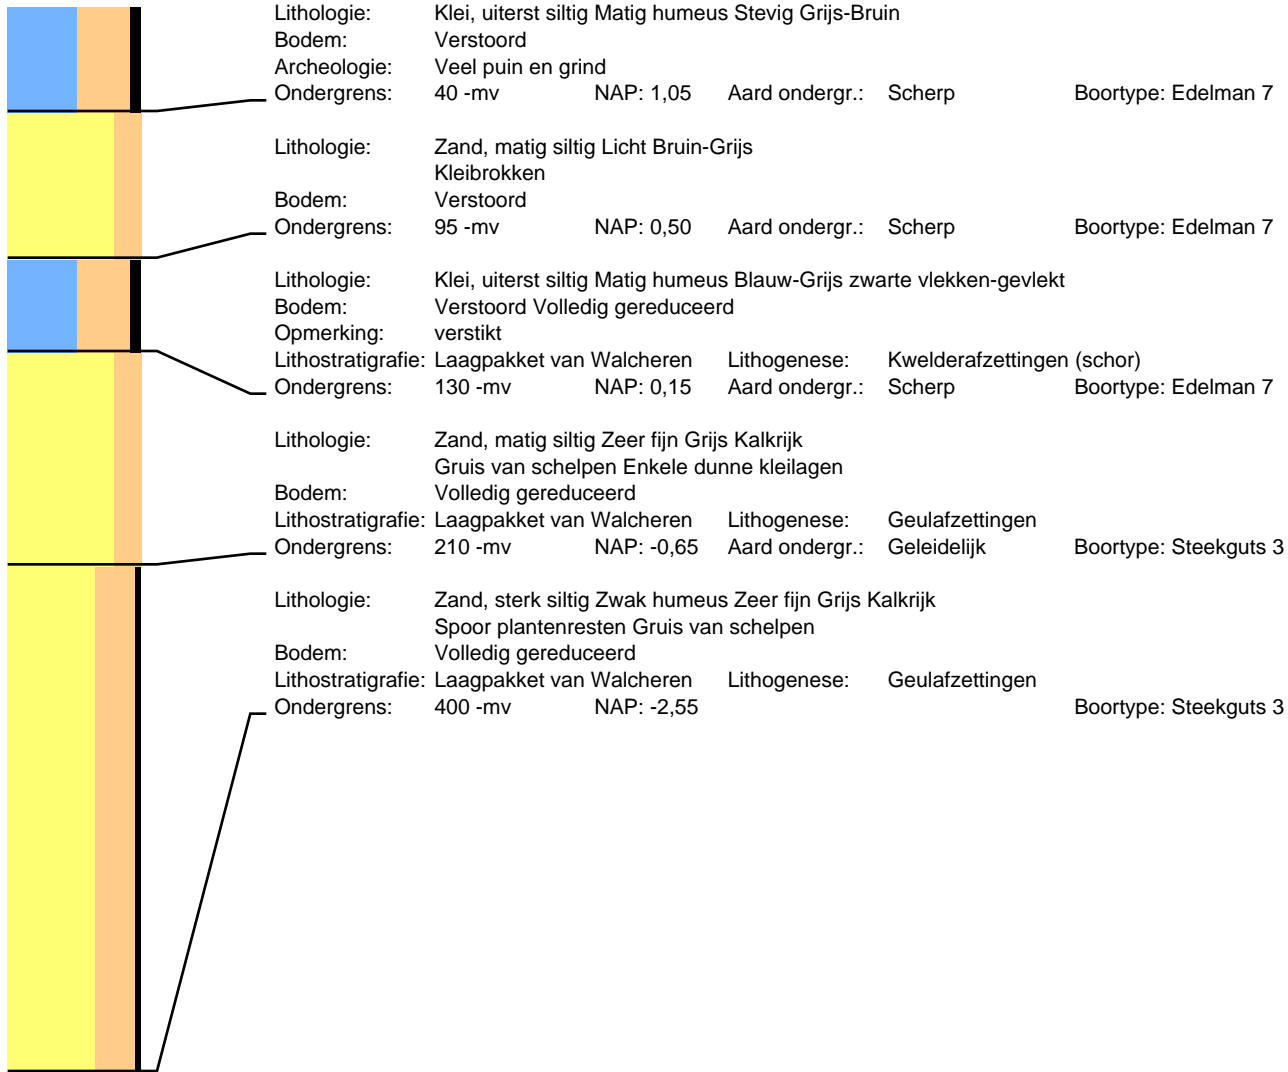 Lithologie: Klei, uiterst siltig Matig humeus Stevig Grijs-Bruin
Bodem: Verstoord
Archeologie: Veel puin en grind
Ondergrens: 40 -mv NAP: 1,05 Aard ondergr.: Scherp Boortype: Edelman 7
Lithologie: Zand, matig siltig Licht Bruin-Grijs
Kleibrokken
Bodem: Verstoord
Ondergrens: 95 -mv NAP: 0,50 Aard ondergr.: Scherp Boortype: Edelman 7
Lithologie: Klei, uiterst siltig Matig humeus Blauw-Grijs zwarte vlekken-gevlekt
Bodem: Verstoord Volledig gereduceerd
Opmerking: verstikt
Lithostratigrafie: Laagpakket van Walcheren Lithogenese: Kwelderafzettingen (schor)
Ondergrens: 130 -mv NAP: 0,15 Aard ondergr.: Scherp Boortype: Edelman 7
Lithologie: Zand, matig siltig Zeer fijn Grijs Kalkrijk
Gruis van schelpen Enkele dunne kleilagen
Bodem: Volledig gereduceerd
Lithostratigrafie: Laagpakket van Walcheren Lithogenese: Geulafzettingen
Ondergrens: 210 -mv NAP: -0,65 Aard ondergr.: Geleidelijk Boortype: Steekguts 3
Lithologie: Zand, sterk siltig Zwak humeus Zeer fijn Grijs Kalkrijk
Spoor plantenresten Gruis van schelpen
Bodem: Volledig gereduceerd
Lithostratigrafie: Laagpakket van Walcheren Lithogenese: Geulafzettingen
Ondergrens: 400 -mv NAP: -2,55 Boortype: Steekguts 3